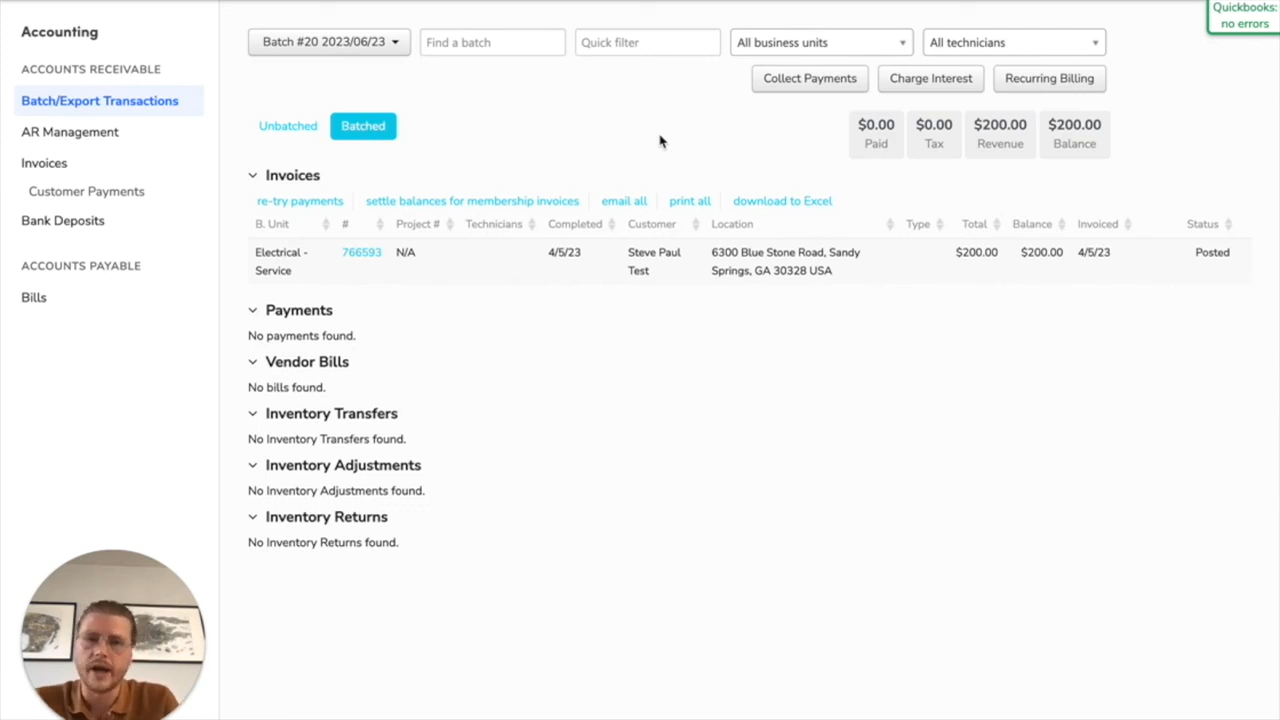 Accounting
ACCOUNTS RECEIVABLE
Batch/Export Transactions
AR Management
Invoices
Customer Payments
Bank Deposits
ACCOUNTS PAYABLE
Bills
Batch #20 2023/06/23
Find a batch
Quick filter
All business units
All technicians
Quickbooks:
no errors
Collect Payments
Charge Interest
Recurring Billing
Unbatched
Batched
$0.00 $0.00 $200.00 $200.00
Paid Tax Revenue Balance
Invoices
re-try payments settle balances for membership invoices email all print all download to Excel
B. Unit # Project # Technicians Completed Customer Location Type Total Balance Invoiced Status
Electrical - 766593 N/A 4/5/23 Steve Paul 6300 Blue Stone Road, Sandy $200.00 $200.00 4/5/23 Posted
Service Test Springs, GA 30328 USA
Payments
No payments found.
Vendor Bills
No bills found.
Inventory Transfers
No Inventory Transfers found.
Inventory Adjustments
No Inventory Adjustments found.
Inventory Returns
No Inventory Returns found.